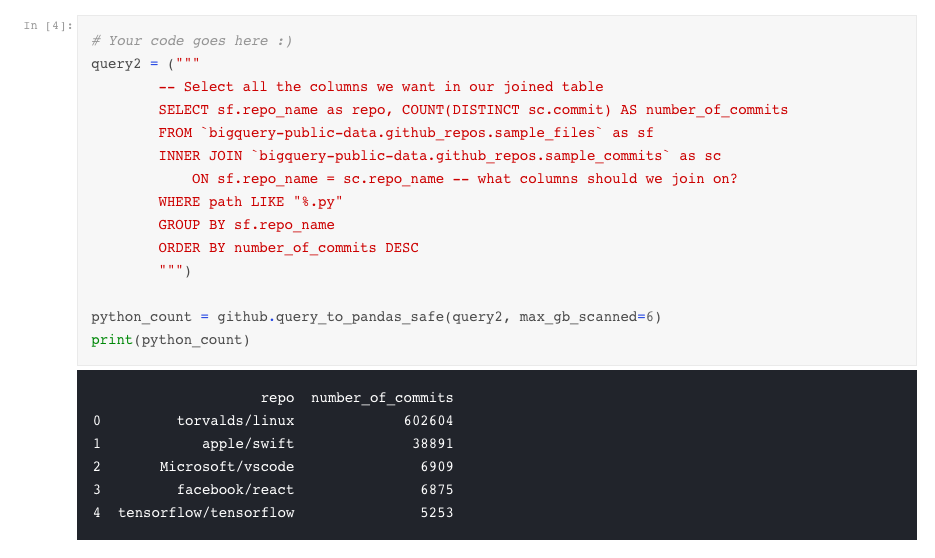 In [4]:
# Your code goes here :)
query2 = ("""
        -- Select all the columns we want in our joined table
        SELECT sf.repo_name as repo, COUNT(DISTINCT sc.commit) AS number_of_commits
        FROM `bigquery-public-data.github_repos.sample_files` as sf
        INNER JOIN `bigquery-public-data.github_repos.sample_commits` as sc
            ON sf.repo_name = sc.repo_name -- what columns should we join on?
        WHERE path LIKE "%.py"
        GROUP BY sf.repo_name
        ORDER BY number_of_commits DESC
        """)
python_count = github.query_to_pandas_safe(query2, max_gb_scanned=6)
print(python_count)
                    repo  number_of_commits
0         torvalds/linux             602604
1            apple/swift              38891
2       Microsoft/vscode               6909
3         facebook/react               6875
4  tensorflow/tensorflow               5253